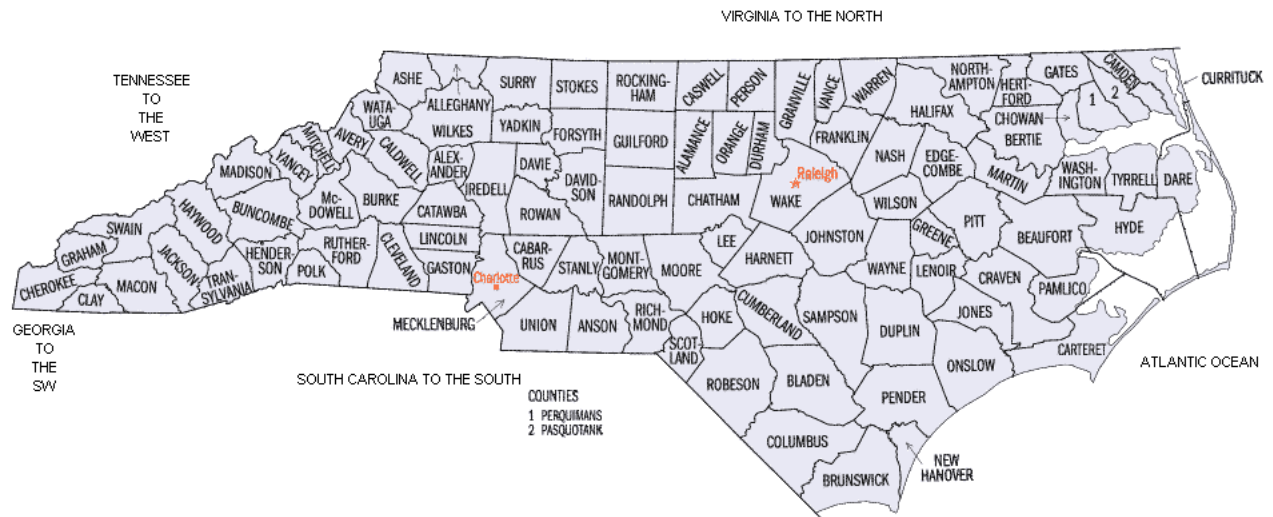 VIRGINIA TO THE NORTH
TENNESSEE
TO
THE
WEST
ASHE
ALLEGHANY
SURRY
STOKES
ROCKING-
HAM
CASWELL
PERSON
GRANVILLE
VANCE
WARREN
NORTH-
AMPTON
HERT-
FORD
GATES
CAMDEN
CURRITUCK
WATA-
UGA
WILKES
YADKIN
FORSYTH
GUILFORD
ALAMANCE
ORANGE
DURHAM
FRANKLIN
HALIFAX
CHOWAN
BERTIE
1
2
MITCHELL
AVERY
CALDWELL
ALEX-
ANDER
IREDELL
DAVIE
DAVID-
SON
NASH
EDGE-
COMBE
MARTIN
WASH-
INGTON
TYRRELL
DARE
MADISON
YANCEY
Mc-
DOWELL
BURKE
CATAWBA
ROWAN
RANDOLPH
CHATHAM
Raleigh
WAKE
WILSON
PITT
BEAUFORT
HYDE
HAYWOOD
BUNCOMBE
SWAIN
GRAHAM
JACKSON
HENDER-
SON
TRAN-
SYLVANIA
POLK
RUTHER-
FORD
CLEVELAND
LINCOLN
GASTON
CABAR-
RUS
STANLY
MONT-
GOMERY
MOORE
LEE
HARNETT
JOHNSTON
GREENE
WAYNE
LENOIR
CRAVEN
PAMLICO
CHEROKEE
CLAY
MACON
Charlotte
MECKLENBURG
UNION
ANSON
RICH-
MOND
SCOT-
LAND
HOKE
CUMBERLAND
SAMPSON
DUPLIN
JONES
ONSLOW
CARTERET
GEORGIA
TO
THE
SW
SOUTH CAROLINA TO THE SOUTH
ATLANTIC OCEAN
ROBESON
BLADEN
PENDER
COLUMBUS
BRUNSWICK
NEW
HANOVER
COUNTIES
1 PERQUIMANS
2 PASQUOTANK